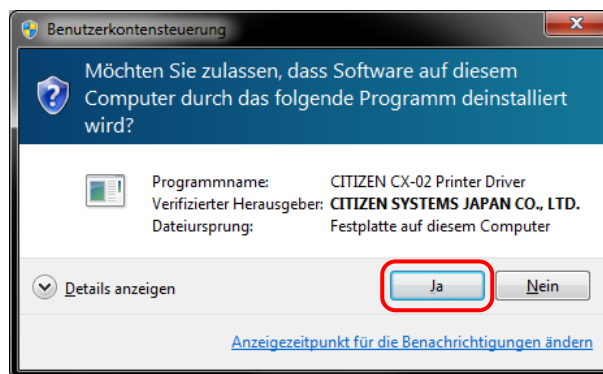 Benutzerkontensteuerung
Möchten Sie zulassen, dass Software auf diesem
Computer durch das folgende Programm deinstalliert
wird?
Programmname: CITIZEN CX-02 Printer Driver
Verifizierter Herausgeber: CITIZEN SYSTEMS JAPAN CO., LTD.
Dateiursprung: Festplatte auf diesem Computer
Details anzeigen Ja Nein
Anzeigezeitpunkt für die Benachrichtigungen ändern